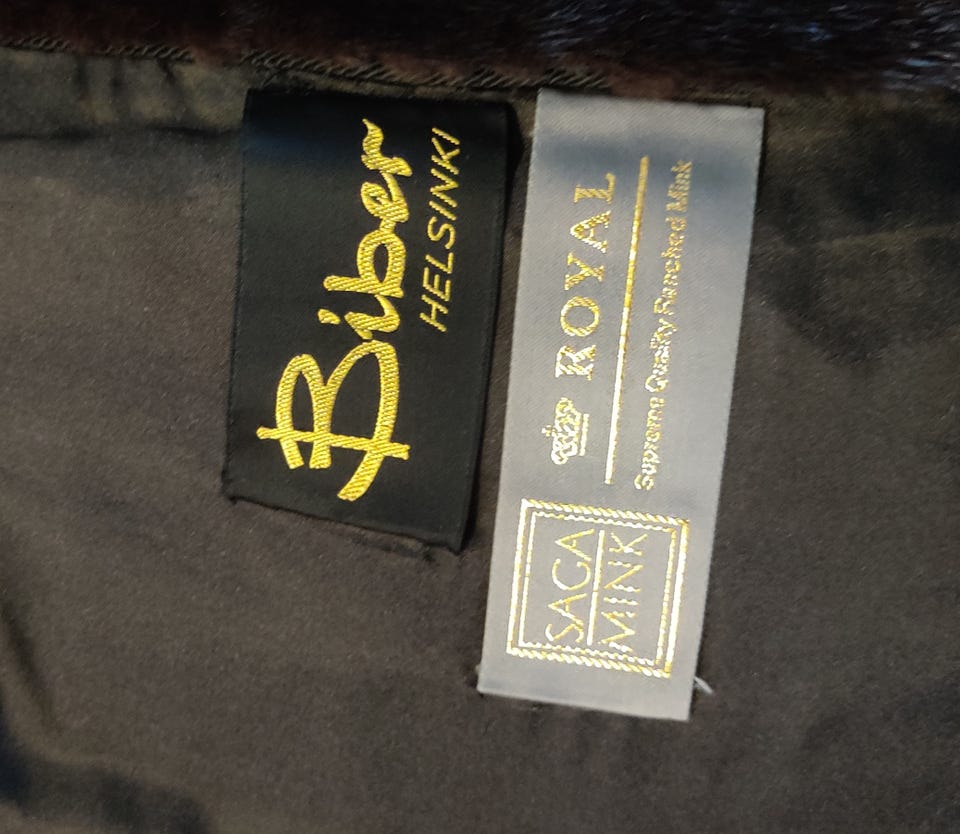 Biber
HELSINKI
SAGA
MINK
ROYAL
Supreme Quality Ranched Mink